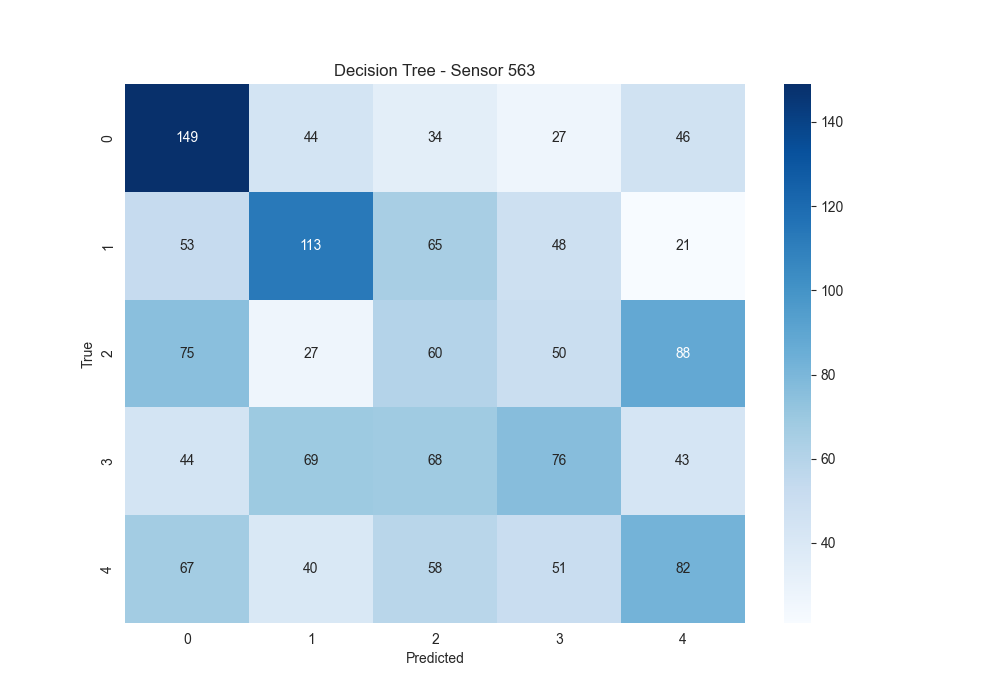 Decision Tree - Sensor 563
0 149 44 34 27 46
1 53 113 65 48 21
2 75 27 60 50 88
3 44 69 68 76 43
4 67 40 58 51 82
0 1 2 3 4
Predicted
True
140
120
100
80
60
40